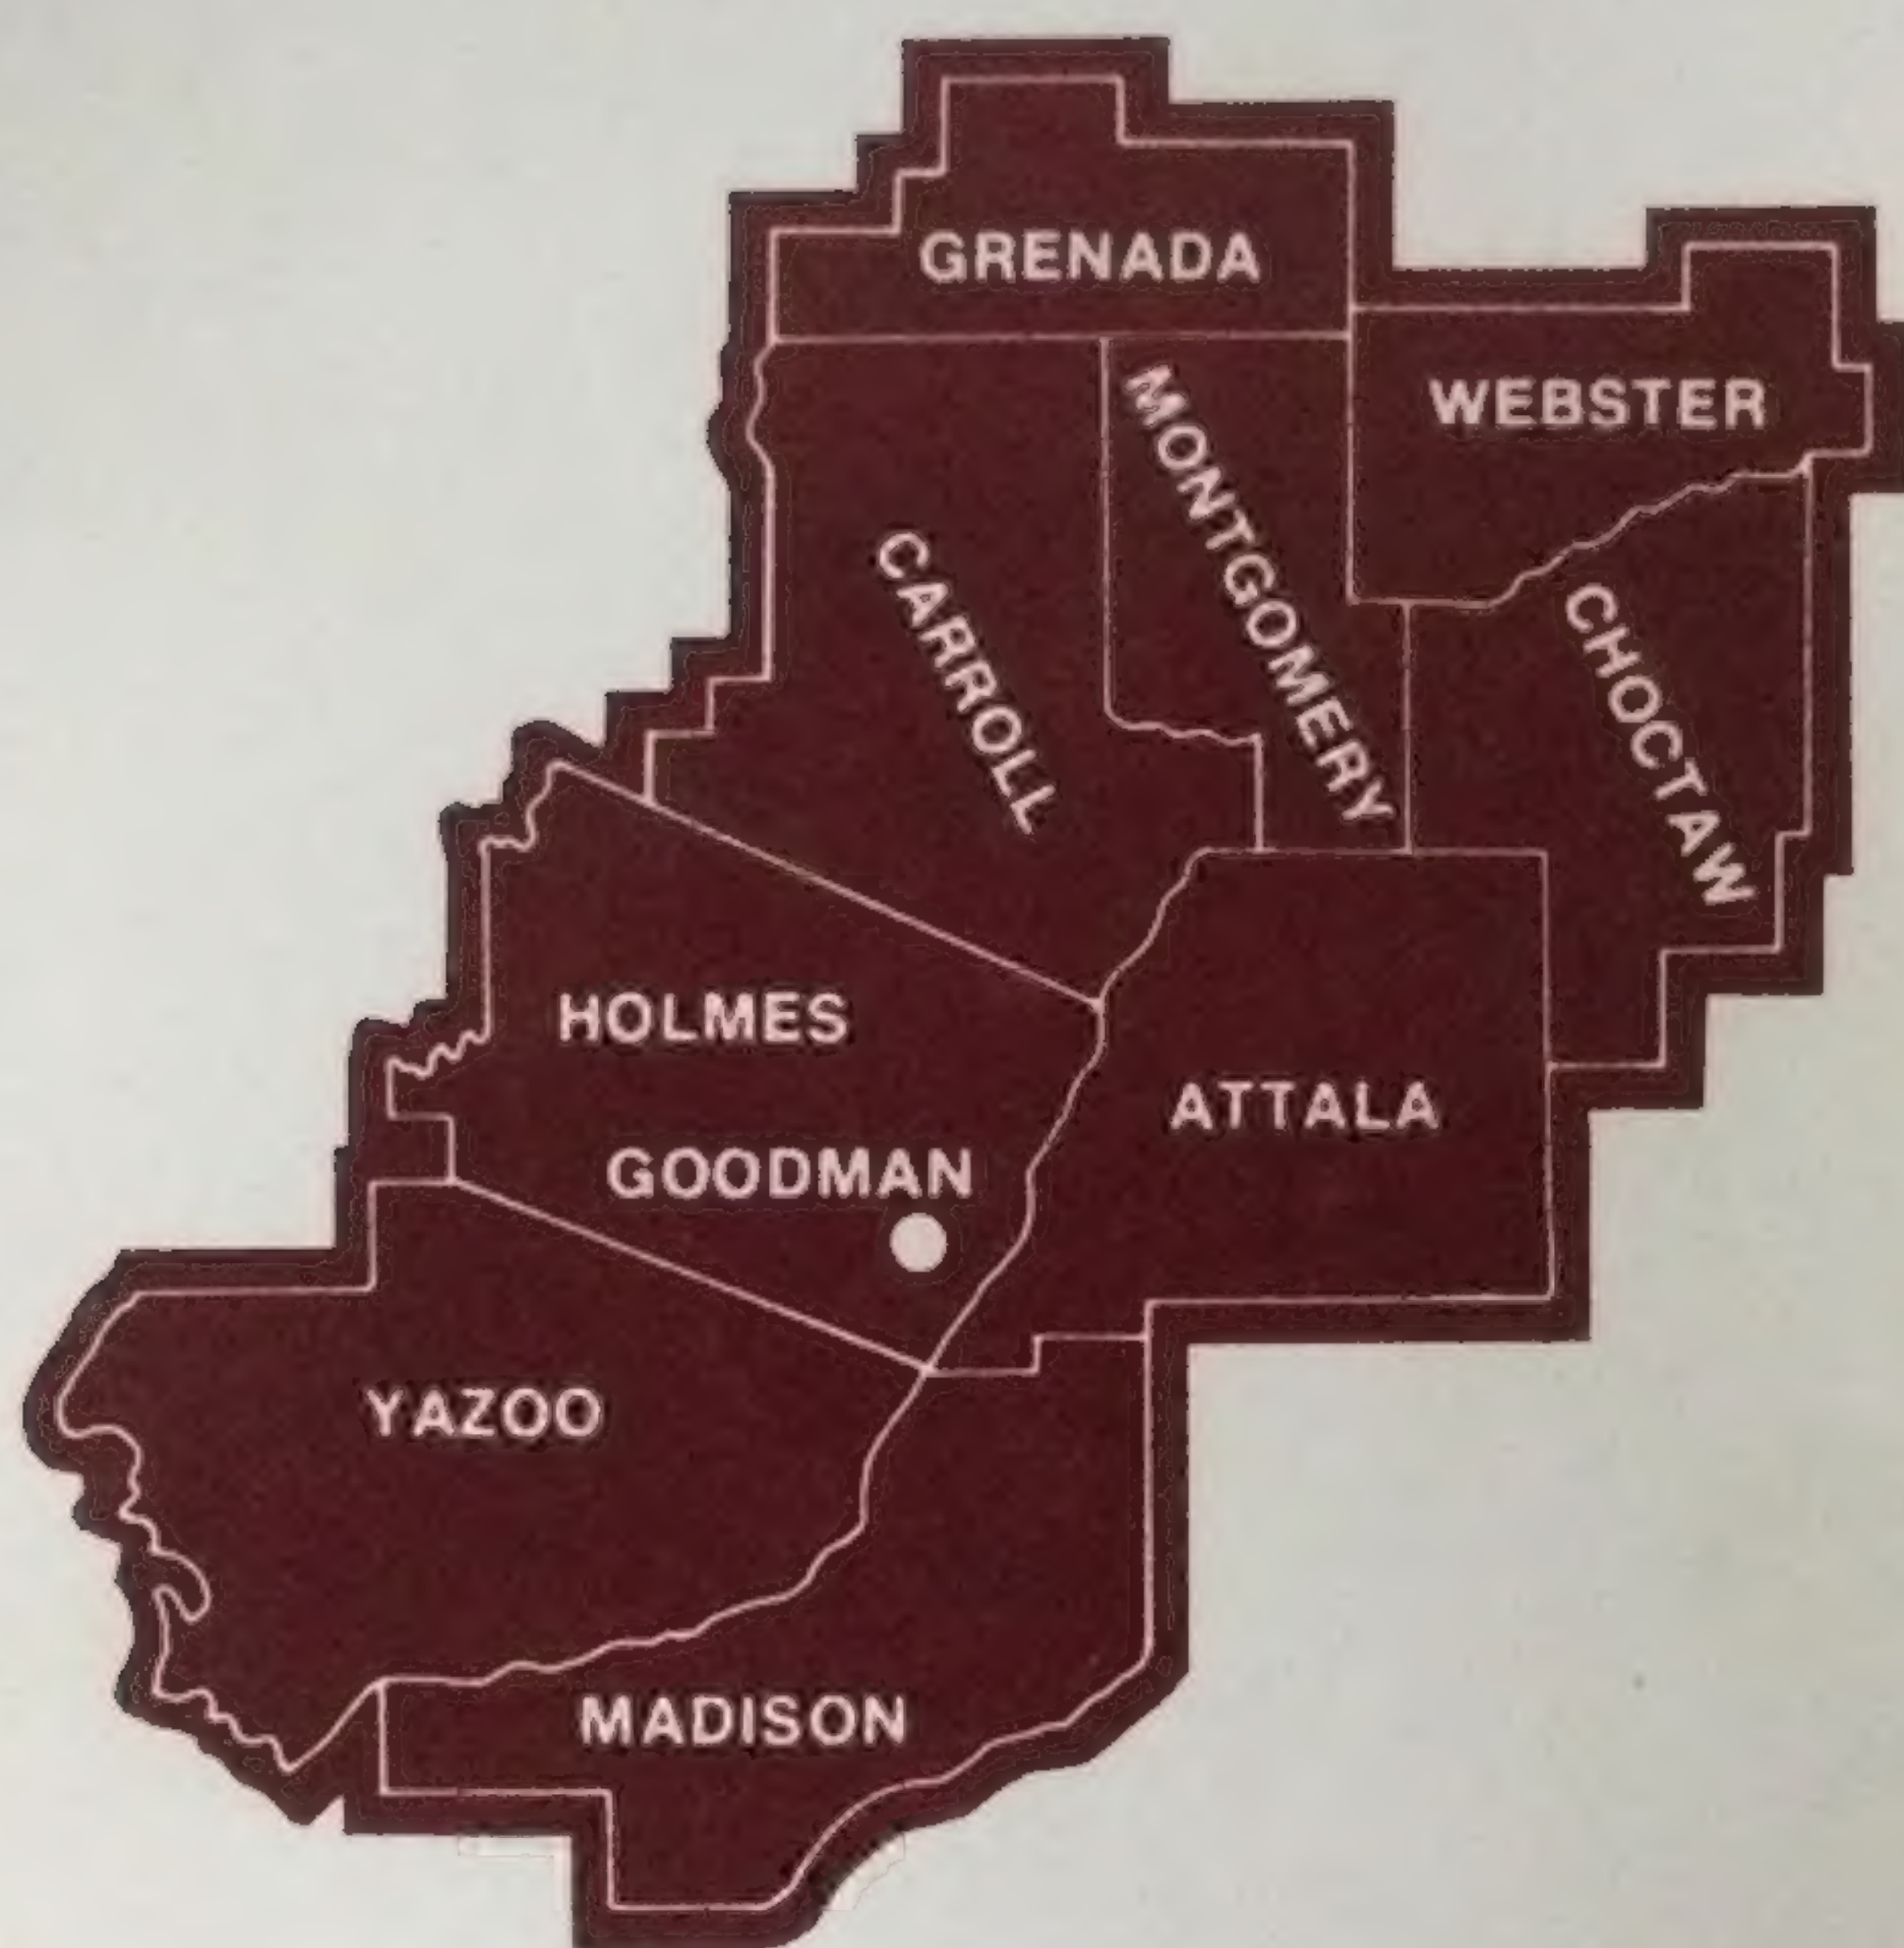 GRENADA
WEBSTER
MONTGOMERY
CARROLL
CHOCTAW
HOLMES
ATTALA
GOODMAN
YAZOO
MADISON